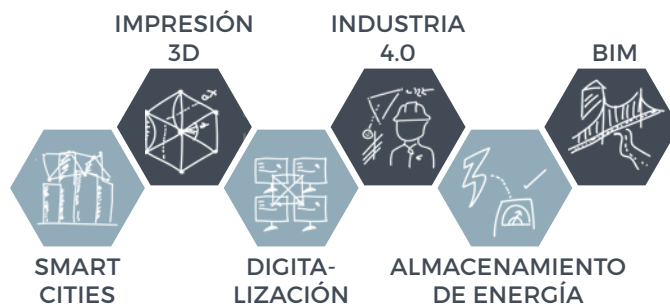 IMPRESIÓN
3D
INDUSTRIA
4.0
BIM
SMART
CITIES
DIGITA-
LIZACIÓN
ALMACENAMIENTO
DE ENERGÍA